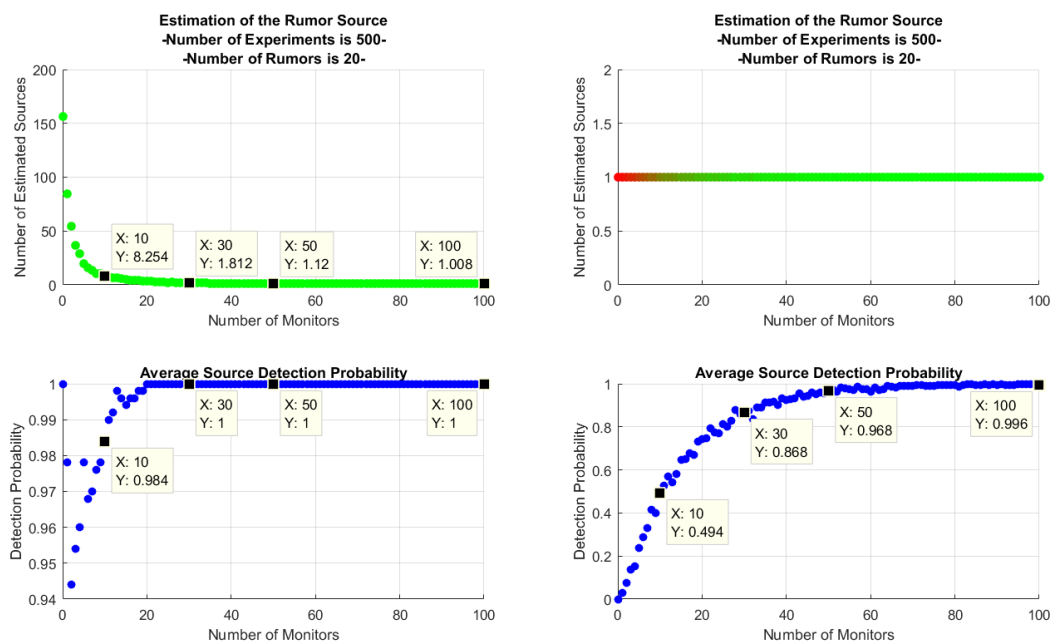 Estimation of the Rumor Source
-Number of Experiments is 500-
-Number of Rumors is 20-
Number of Estimated Sources
200
150
100
50
0
X: 10
Y: 8.254
X: 30
Y: 1.812
X: 50
Y: 1.12
X: 100
Y: 1.008
0
20
40
60
80
100
Number of Monitors
Estimation of the Rumor Source
-Number of Experiments is 500-
-Number of Rumors is 20-
Number of Estimated Sources
2
1.5
1
0.5
0
0
20
40
60
80
100
Number of Monitors
Average Source Detection Probability
Detection Probability
1
0.99
0.98
0.97
0.96
0.95
0.94
X: 10
Y: 0.984
X: 30
Y: 1
X: 50
Y: 1
X: 100
Y: 1
0
20
40
60
80
100
Number of Monitors
Average Source Detection Probability
Detection Probability
1
0.8
0.6
0.4
0.2
0
X: 10
Y: 0.494
X: 30
Y: 0.868
X: 50
Y: 0.968
X: 100
Y: 0.996
0
20
40
60
80
100
Number of Monitors